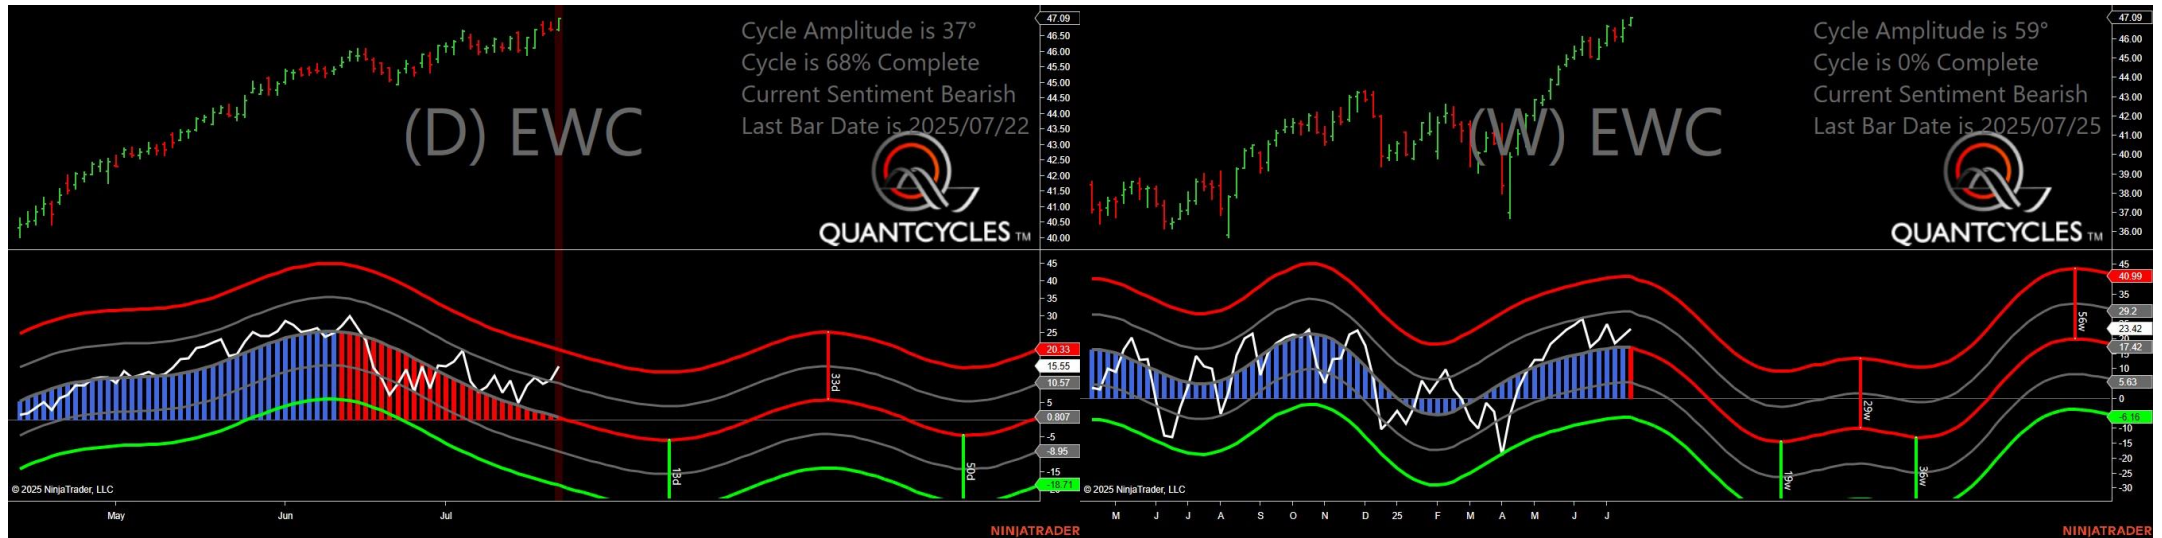 Cycle Amplitude is 37°
Cycle is 68% Complete
Current Sentiment Bearish
Last Bar Date is 2025/07/22
(D) EWC
QUANTCYCLES TM
47.09
46.50
46.00
45.50
45.00
44.50
44.00
43.50
43.00
42.50
42.00
41.50
41.00
40.50
40.00
45
40
35
30
25
20.33
15.55
10.57
5
0.807
-5
-8.95
-15
-18.71
33d
13d
50d
© 2025 NinjaTrader, LLC
May Jun Jul
NINJATRADER
Cycle Amplitude is 59°
Cycle is 0% Complete
Current Sentiment Bearish
Last Bar Date is 2025/07/25
(W) EWC
QUANTCYCLES TM
47.09
46.00
45.00
44.00
43.00
42.00
41.00
40.00
39.00
38.00
37.00
36.00
45
40.99
35
29.2
23.42
17.42
10
5.63
0
-6.16
-10
-15
-20
-25
-30
56w
29w
19w
36w
© 2025 NinjaTrader, LLC
M J J A S O N D 25 F M A M J J
NINJATRADER